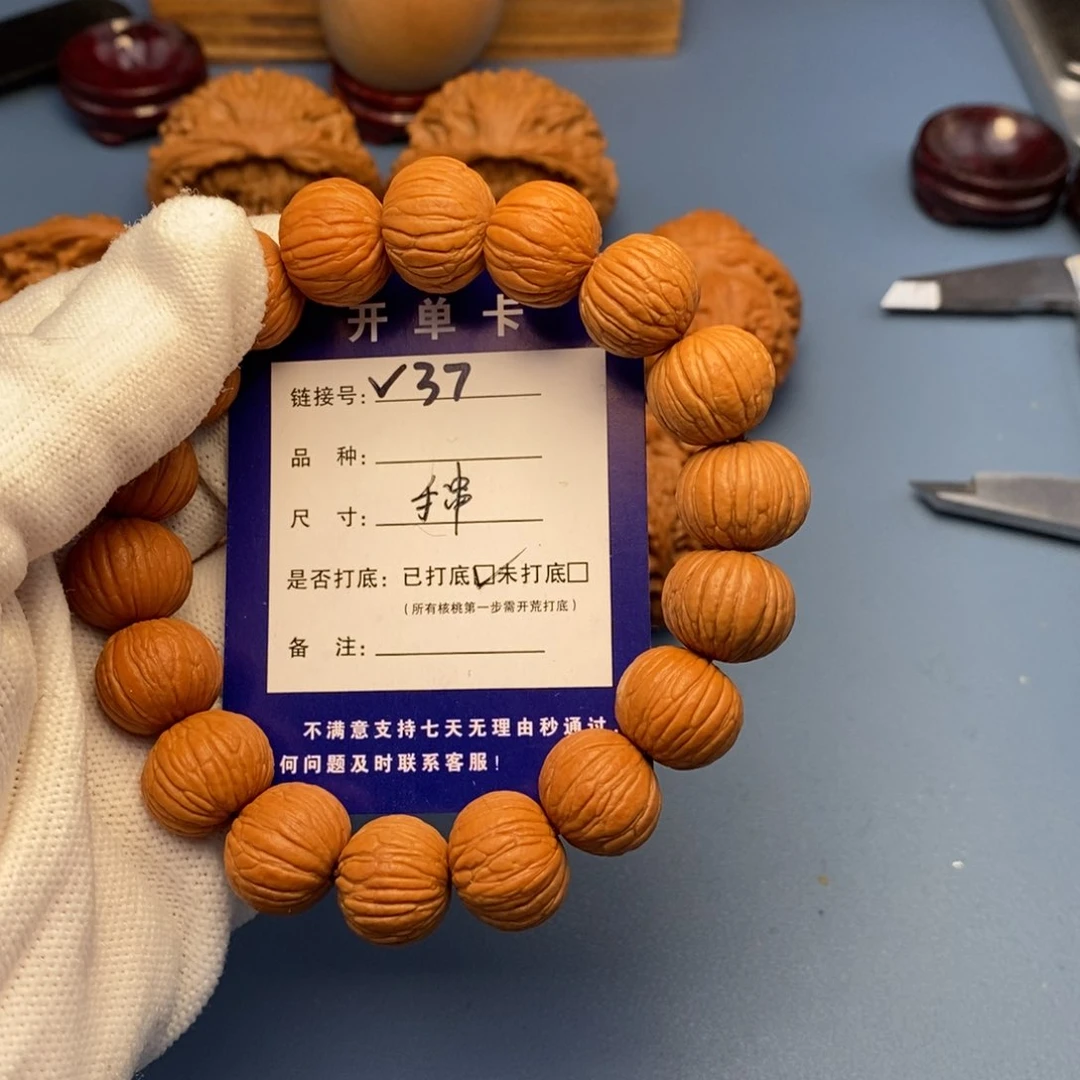 开单卡
链接号: V37
品 种:
尺 寸: 手串
是否打底: 已打底☑未打底□
(所有核桃第一步需开荒打底)
备 注:
不满意支持七天无理由秒通过,
何问题及时联系客服!